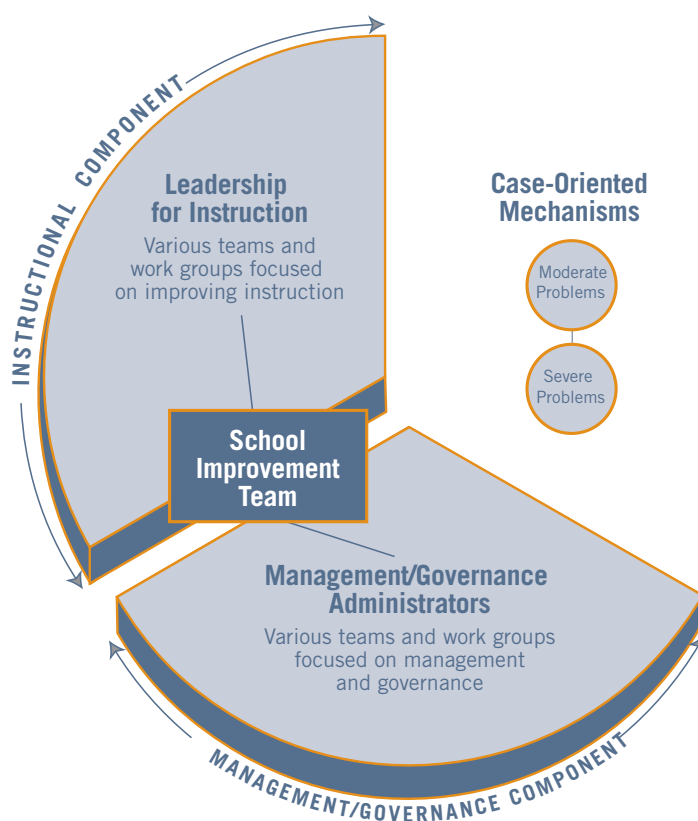 INSTRUCTIONAL COMPONENT
Leadership
for Instruction
Various teams and
work groups focused
on improving instruction
Case-Oriented
Mechanisms
Moderate
Problems
Severe
Problems
School
Improvement
Team
Management/Governance
Administrators
Various teams and work groups
focused on management
and governance
MANAGEMENT/GOVERNANCE COMPONENT